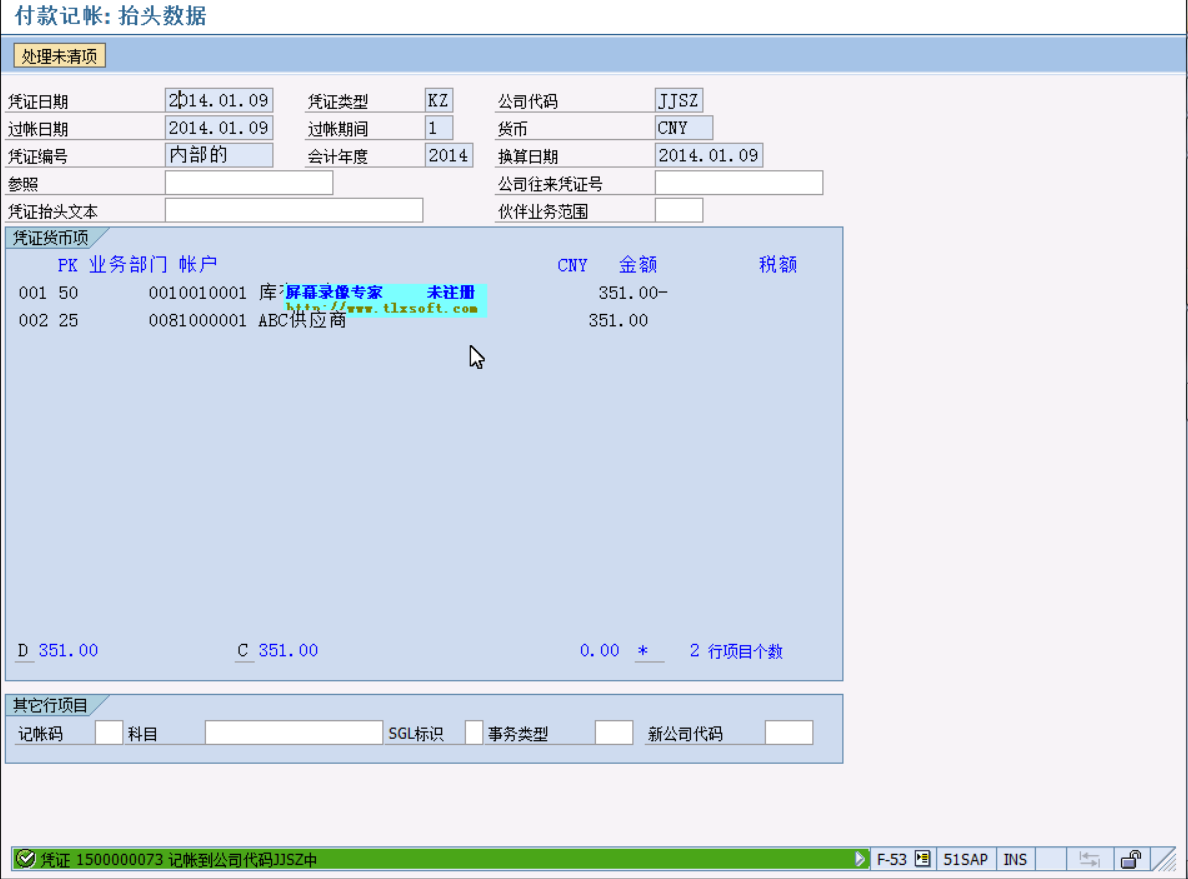 付款记帐: 抬头数据
处理未清项
凭证日期 2014.01.09 凭证类型 KZ 公司代码 JJSZ
过帐日期 2014.01.09 过帐期间 1 货币 CNY
凭证编号 内部的 会计年度 2014 换算日期 2014.01.09
参照 公司往来凭证号
凭证抬头文本 伙伴业务范围
凭证货币项
PK 业务部门 帐户 CNY 金额 税额
001 50 0010010001 库 351.00-
屏幕录像专家 未注册
http://www.tlxsoft.com
002 25 0081000001 ABC供应商 351.00
D 351.00 C 351.00 0.00 * 2 行项目个数
其它行项目
记帐码 科目 SGL标识 事务类型 新公司代码
凭证 1500000073 记帐到公司代码JJSZ中 F-53 51SAP INS